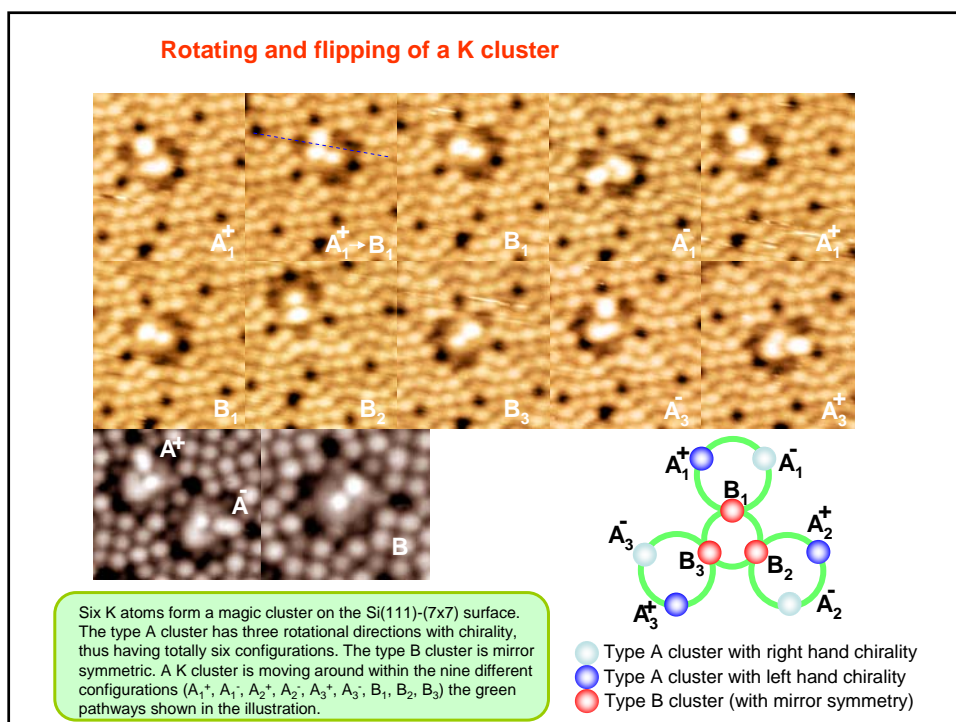 Rotating and flipping of a K cluster
A₁⁺
A₁⁺→B₁
B₁
A₁⁻
A₁⁺
B₁
B₂
B₃
A₃⁻
A₃⁺
A⁺
A⁻
B
A₁⁺
A₁⁻
B₁
A₂⁺
A₃⁻
B₃
B₂
A₃⁺
A₂⁻
Six K atoms form a magic cluster on the Si(111)-(7x7) surface.
The type A cluster has three rotational directions with chirality,
thus having totally six configurations. The type B cluster is mirror
symmetric. A K cluster is moving around within the nine different
configurations (A₁⁺, A₁⁻, A₂⁺, A₂⁻, A₃⁺, A₃⁻, B₁, B₂, B₃) the green
pathways shown in the illustration.
Type A cluster with right hand chirality
Type A cluster with left hand chirality
Type B cluster (with mirror symmetry)